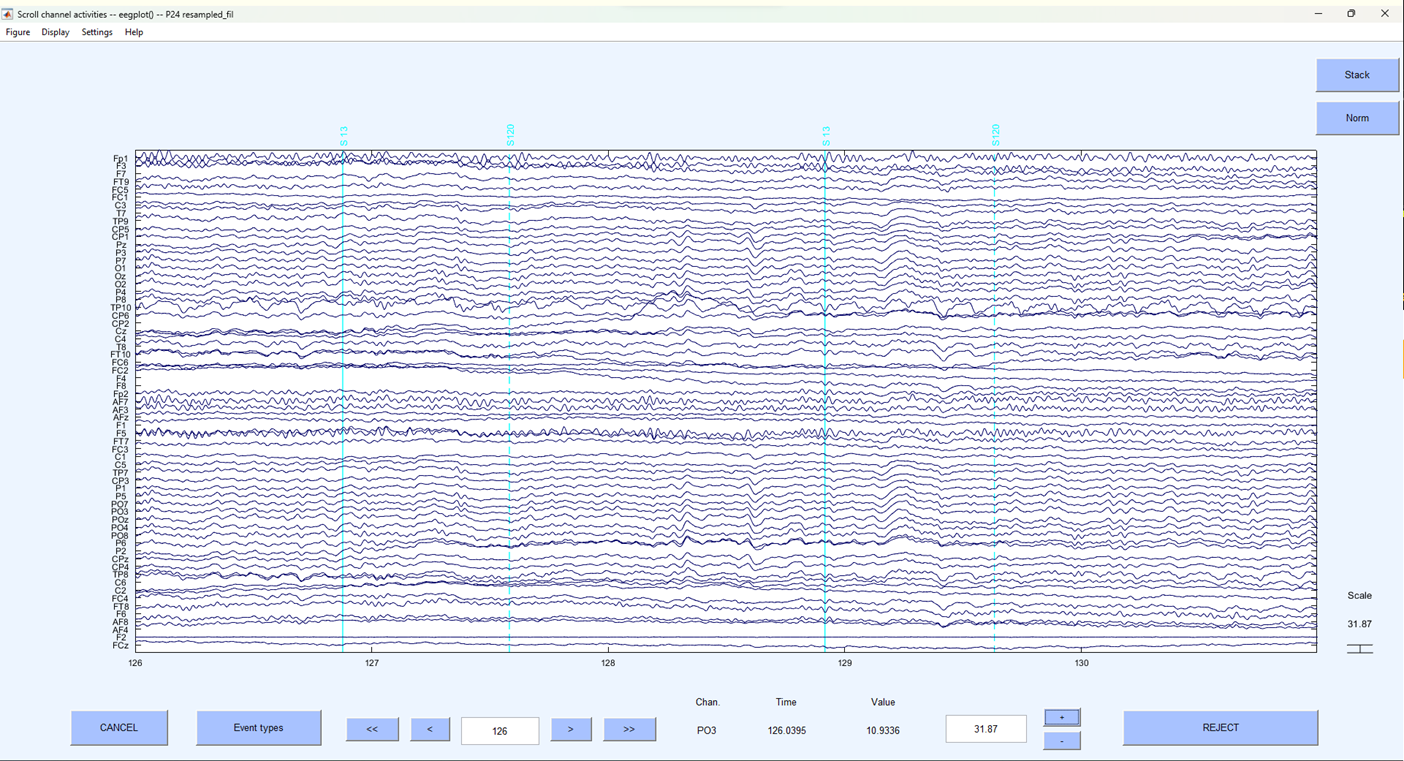 Scroll channel activities -- eegplot() -- P24 resampled_fil
Figure Display Settings Help
Stack
Norm
S 13
S120
S 13
S120
Fp1
F3
F7
FT9
FC5
FC1
C3
T7
TP9
CP5
CP1
Pz
P3
P7
O1
Oz
O2
P4
P8
TP10
CP6
CP2
Cz
C4
T8
FT10
FC6
FC2
F4
F8
Fp2
AF7
AF3
AFz
F1
F5
FT7
FC3
C1
C5
TP7
CP3
P1
P5
PO7
PO3
POz
PO4
PO8
P6
P2
CPz
CP4
TP8
C6
C2
FC4
FT8
F6
AF8
AF4
F2
FCz
126 127 128 129 130
Scale
31.87
Chan. Time Value
CANCEL Event types << < 126 > >> PO3 126.0395 10.9336 31.87 + - REJECT